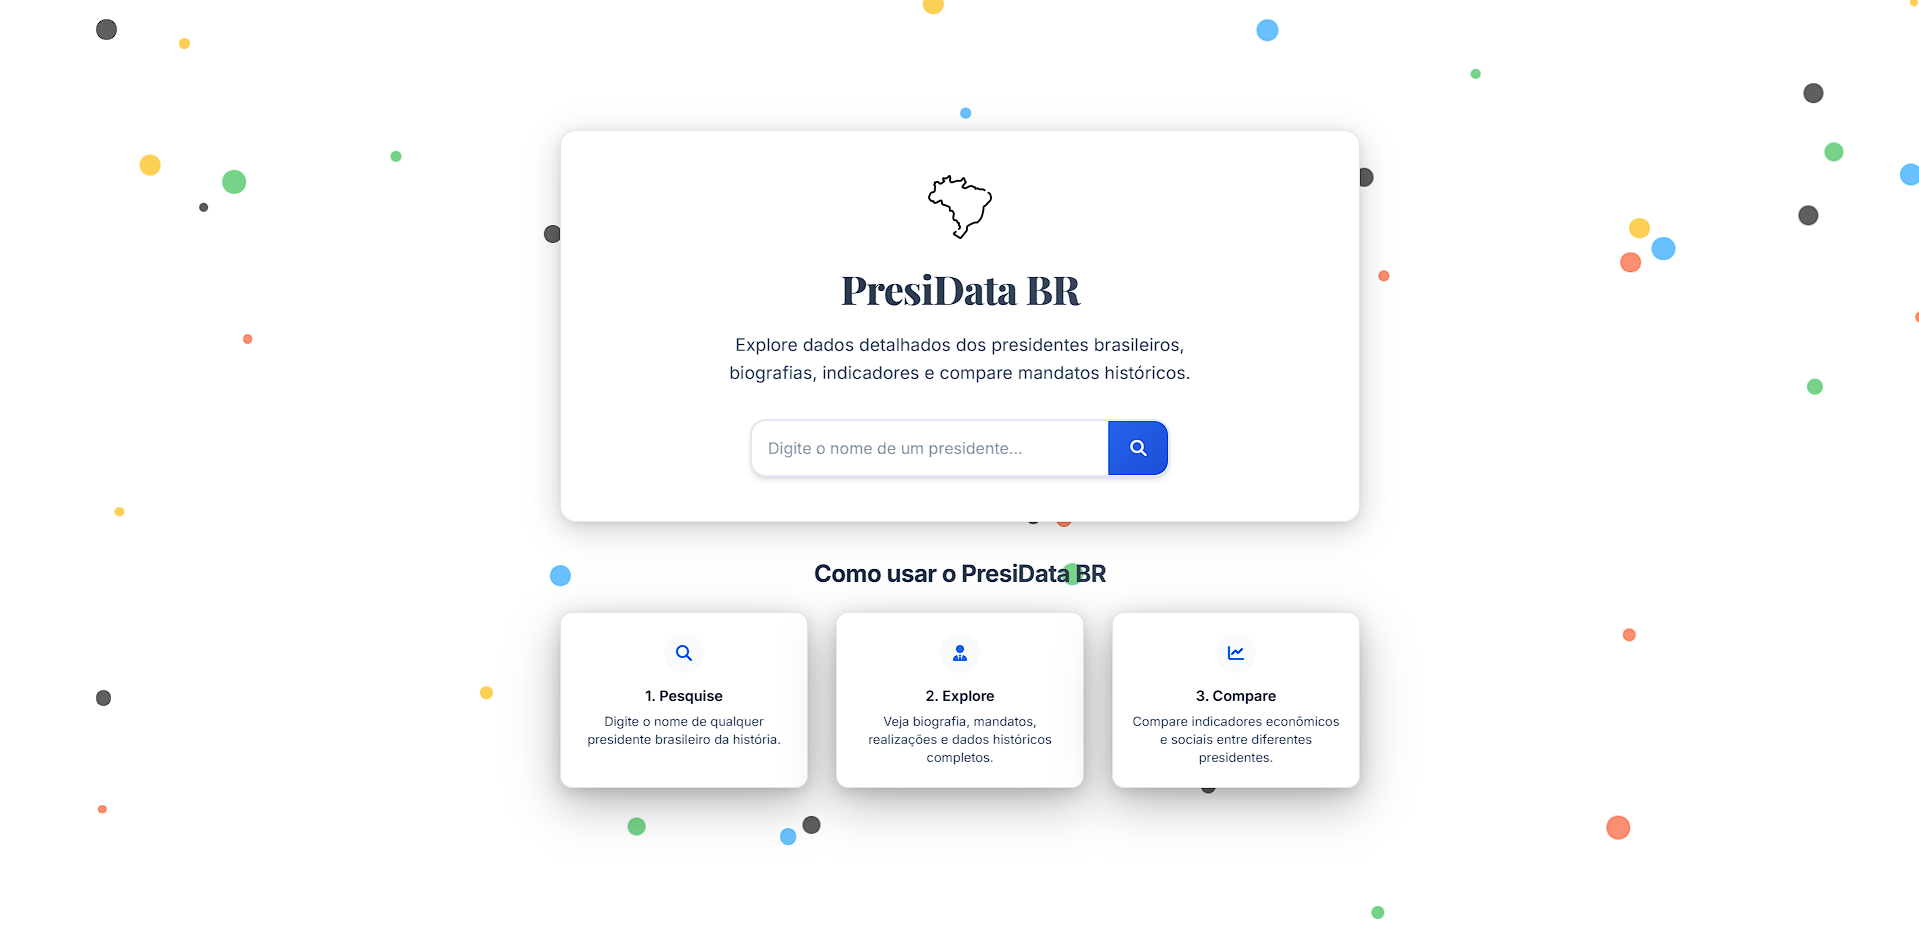 PresiData BR
Explore dados detalhados dos presidentes brasileiros,
biografias, indicadores e compare mandatos históricos.
Digite o nome de um presidente...
Como usar o PresiData BR
1. Pesquise
Digite o nome de qualquer
presidente brasileiro da história.
2. Explore
Veja biografia, mandatos,
realizações e dados históricos
completos.
3. Compare
Compare indicadores econômicos
e sociais entre diferentes
presidentes.